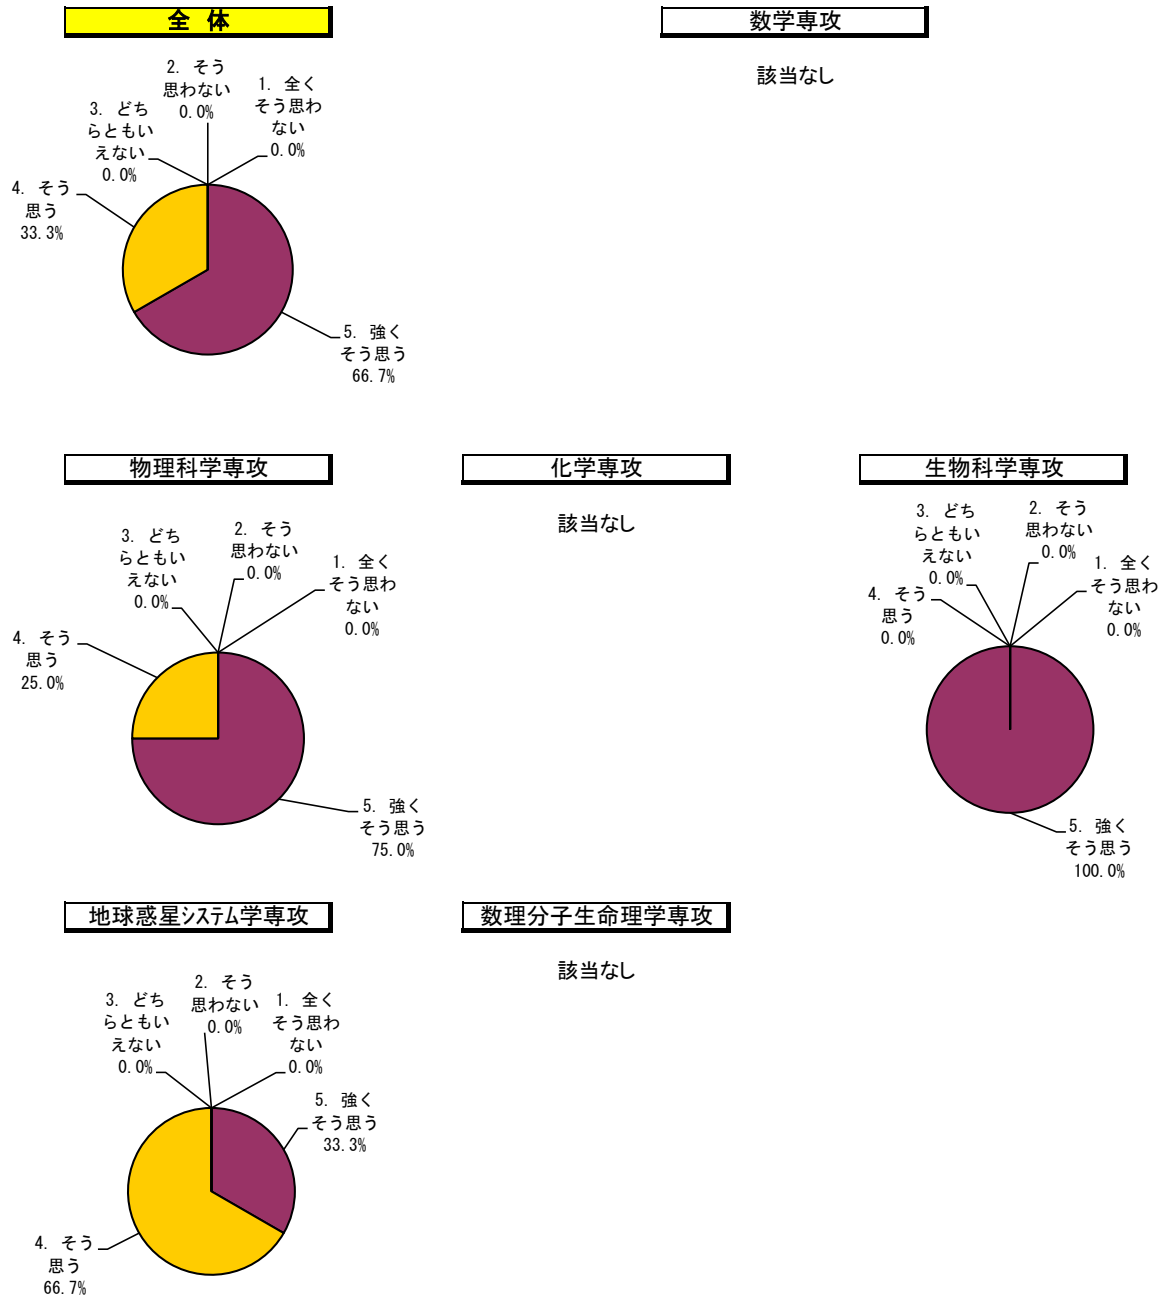 全 体
2. そう
思わない
0.0%
1. 全く
そう思わ
ない
0.0%
3. どち
らともい
えない
0.0%
4. そう
思う
33.3%
5. 強く
そう思う
66.7%
数学専攻
該当なし
物理科学専攻
3. どち
らともい
えない
0.0%
2. そう
思わない
0.0%
1. 全く
そう思わ
ない
0.0%
4. そう
思う
25.0%
5. 強く
そう思う
75.0%
化学専攻
該当なし
生物科学専攻
3. どち
らともい
えない
0.0%
2. そう
思わない
0.0%
1. 全く
そう思わ
ない
0.0%
4. そう
思う
0.0%
5. 強く
そう思う
100.0%
地球惑星システム学専攻
3. どち
らともい
えない
0.0%
2. そう
思わない
0.0%
1. 全く
そう思わ
ない
0.0%
5. 強く
そう思う
33.3%
4. そう
思う
66.7%
数理分子生命理学専攻
該当なし